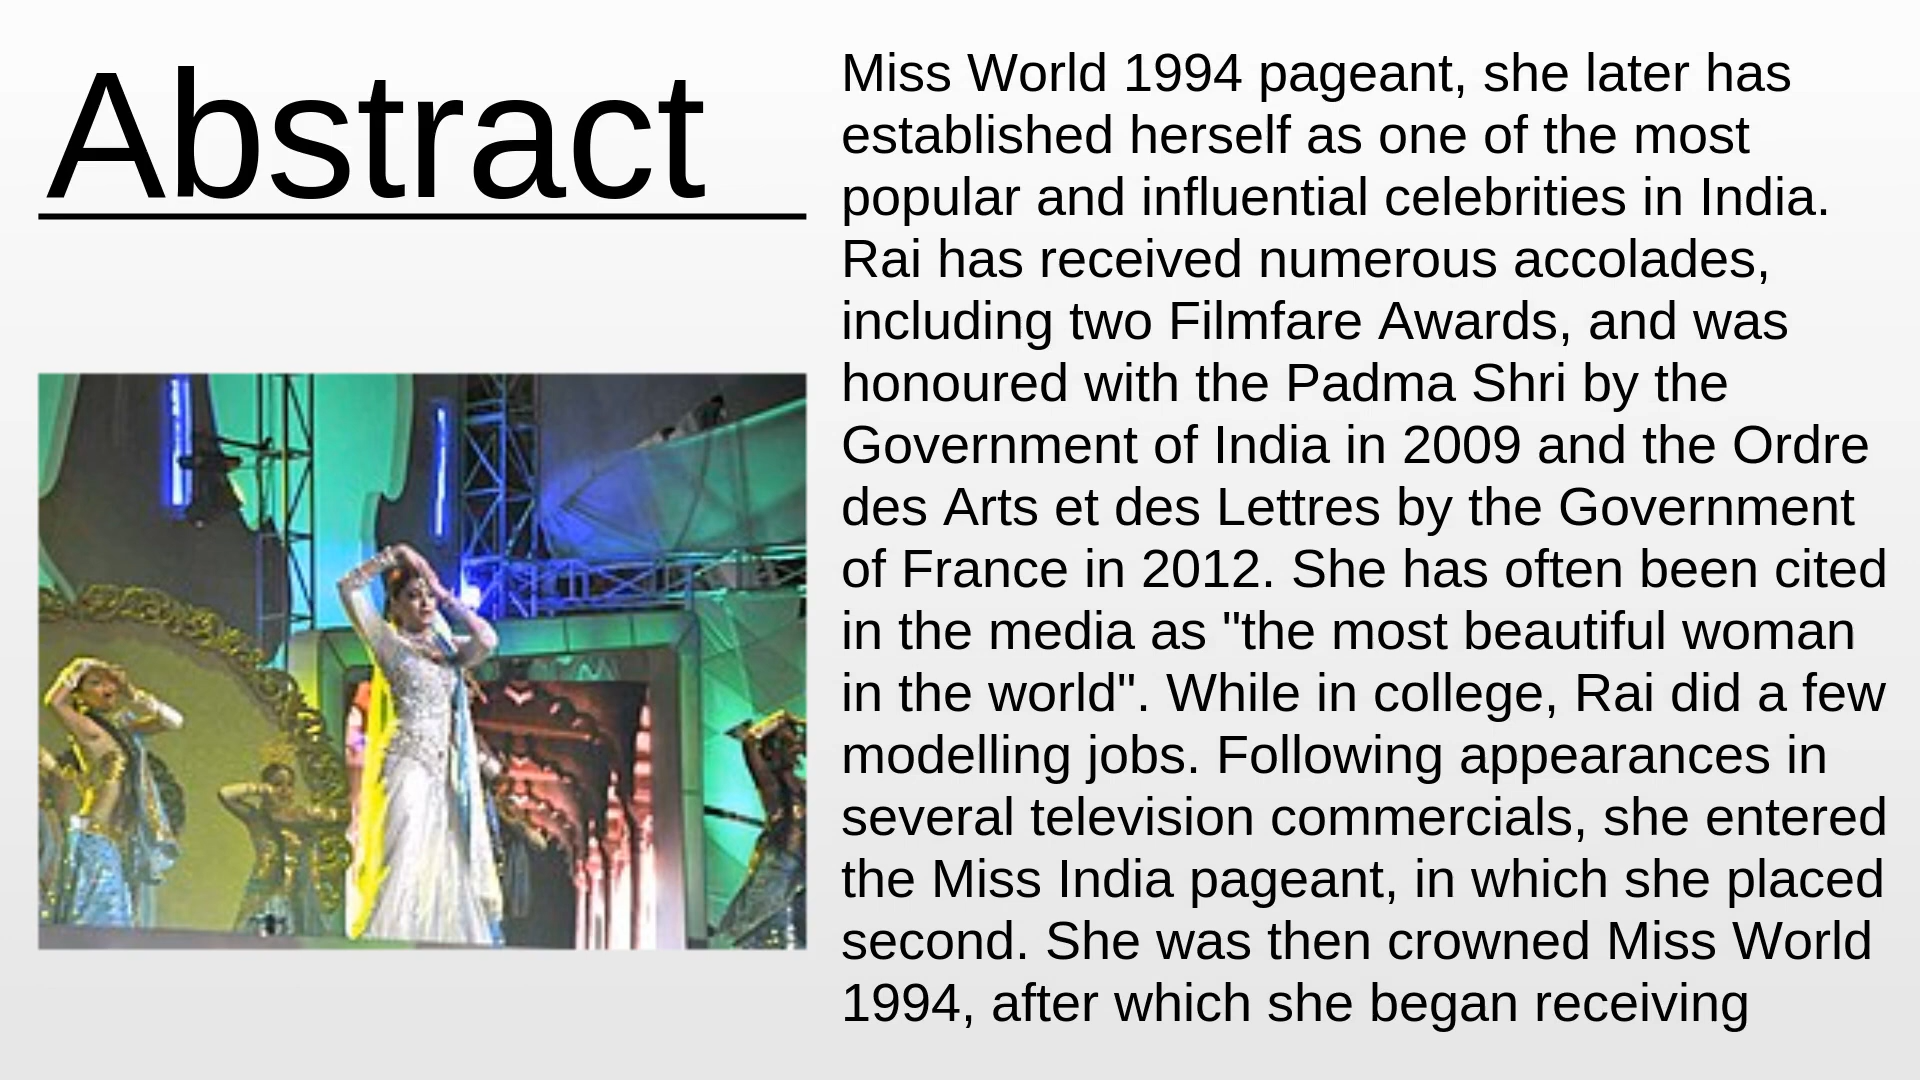 Abstract
Miss World 1994 pageant, she later has
established herself as one of the most
popular and influential celebrities in India.
Rai has received numerous accolades,
including two Filmfare Awards, and was
honoured with the Padma Shri by the
Government of India in 2009 and the Ordre
des Arts et des Lettres by the Government
of France in 2012. She has often been cited
in the media as "the most beautiful woman
in the world". While in college, Rai did a few
modelling jobs. Following appearances in
several television commercials, she entered
the Miss India pageant, in which she placed
second. She was then crowned Miss World
1994, after which she began receiving